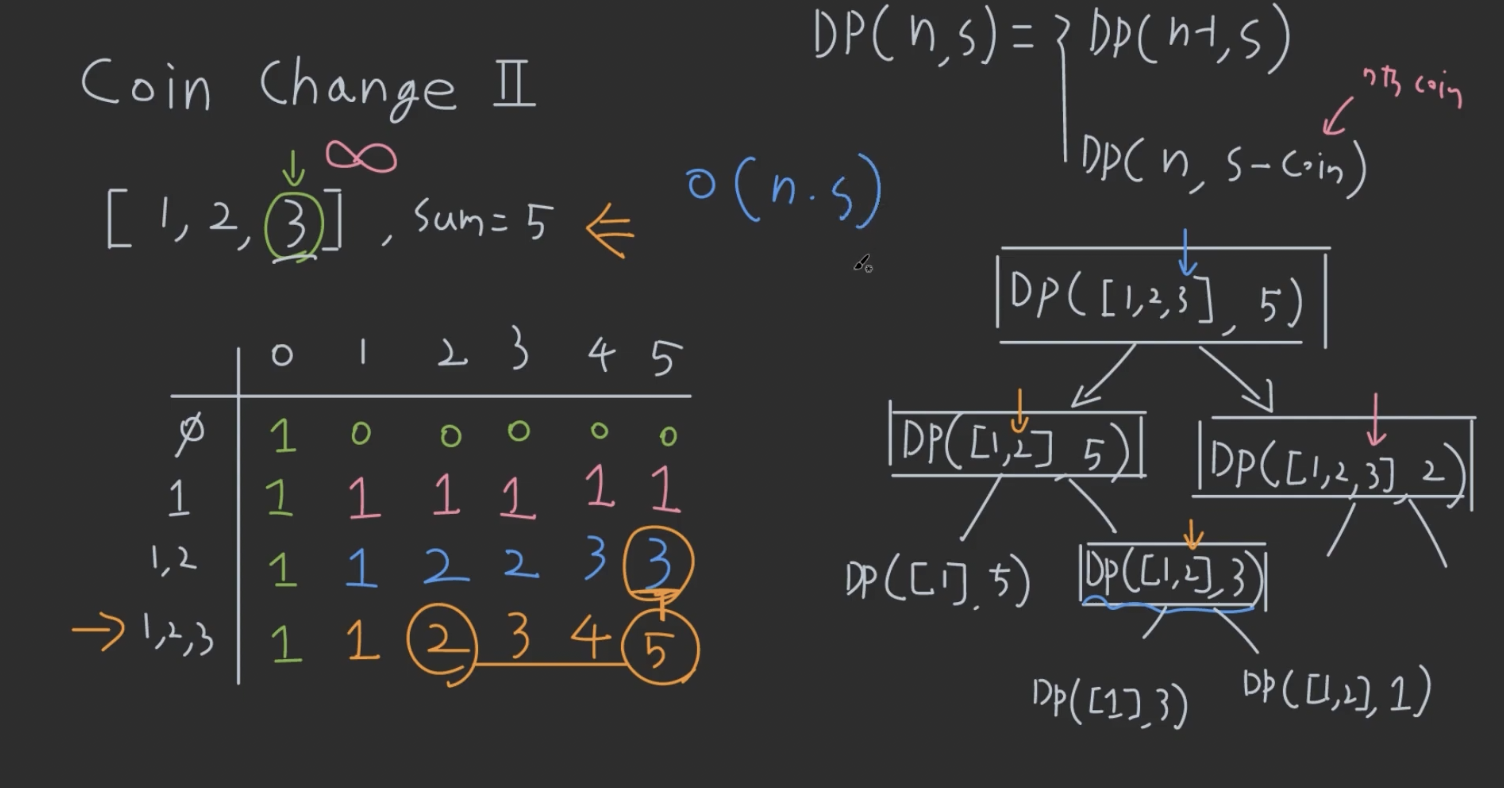 Coin Change II
∞
[1, 2, 3], sum=5
O(n·s)
DP(n,s)= { DP(n-1,s)
DP(n, s-coin)
nth coin
0 1 2 3 4 5
∅ 1 0 0 0 0 0
1 1 1 1 1 1 1
1,2 1 1 2 2 3 3
→ 1,2,3 1 1 2 3 4 5
DP([1,2,3], 5)
DP([1,2] 5) DP([1,2,3] 2)
DP([1], 5) DP([1,2],3)
DP([1],3) DP([1,2],1)